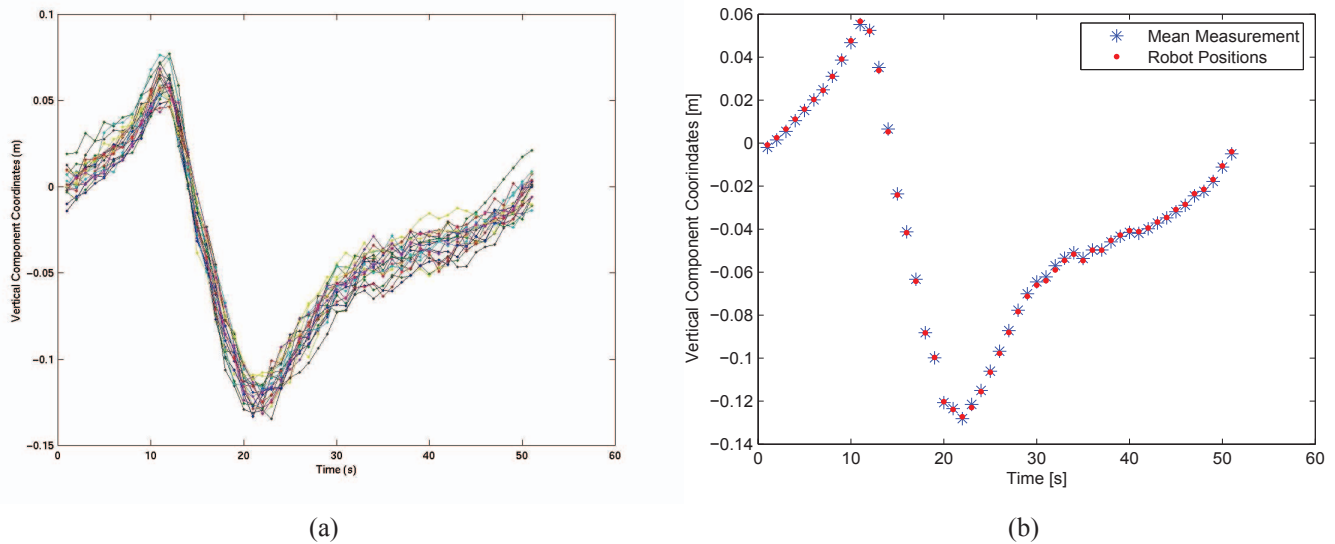 0.1
0.05
0
−0.05
−0.1
−0.15
0 10 20 30 40 50 60
Vertical Component Coordinates (m)
Time (s)
(a)
0.06
0.04
0.02
0
−0.02
−0.04
−0.06
−0.08
−0.1
−0.12
−0.14
0 10 20 30 40 50 60
Vertical Component Coorindates [m]
Time [s]
Mean Measurement
Robot Positions
(b)